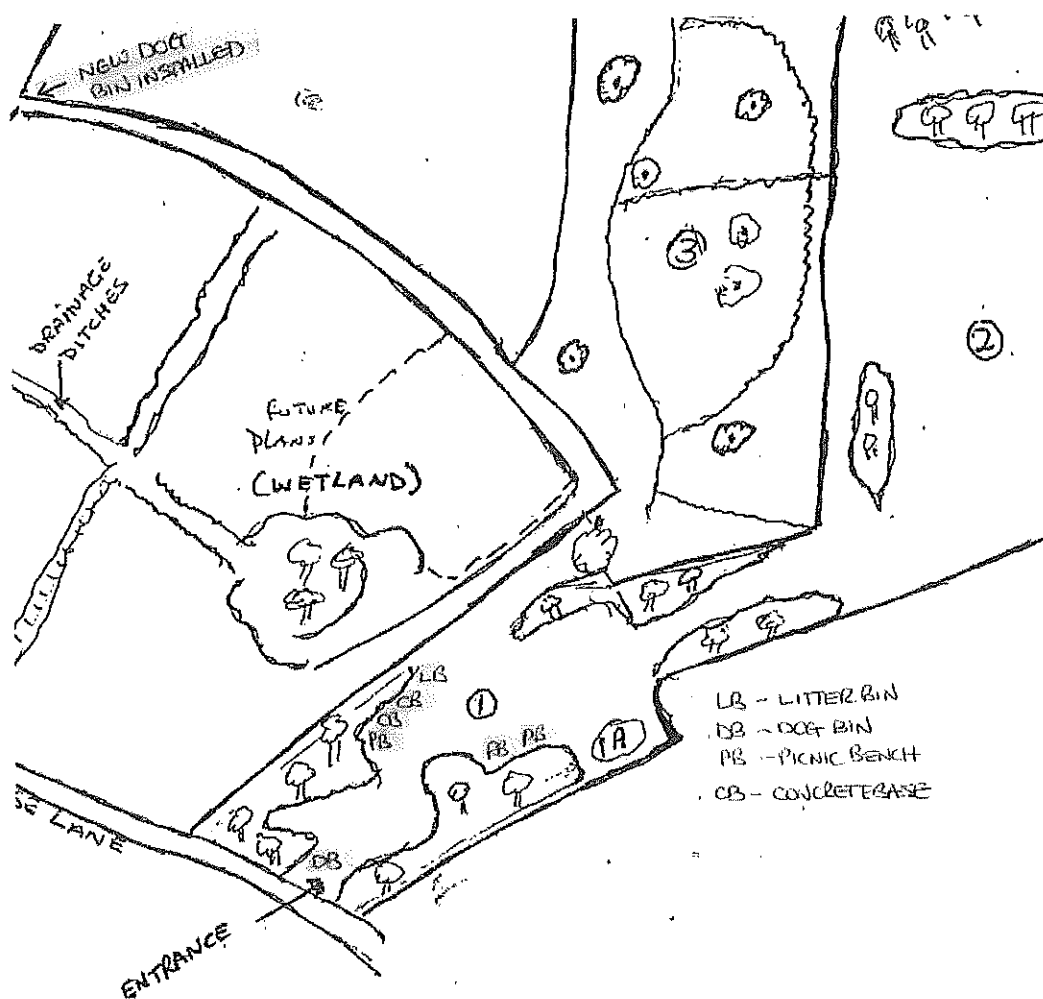 NEW DOG
BIN INSTALLED
DRAINAGE
DITCHES
3
2
FUTURE
PLANS
(WETLAND)
LB
CB
CB
PB
1
PB PB
1A
LB - LITTER BIN
DB - DOG BIN
PB - PICNIC BENCH
CB - CONCRETE BASE
LANE
DB
ENTRANCE